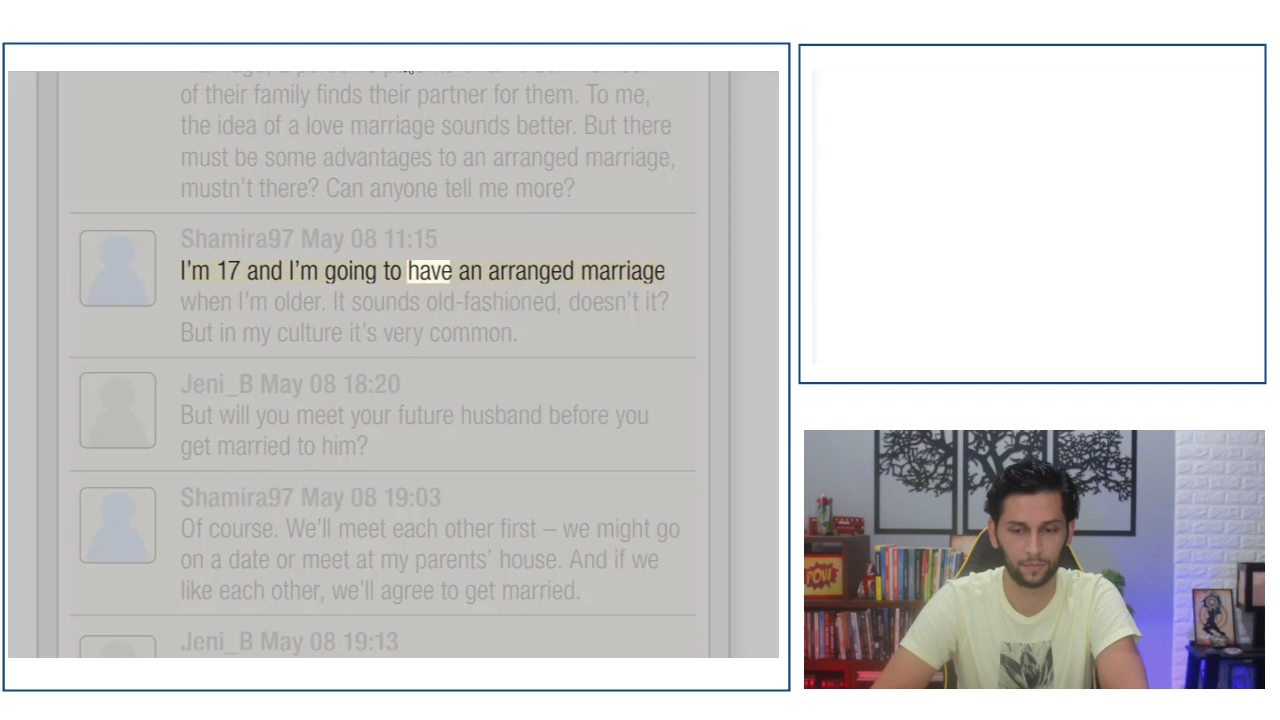 of their family finds their partner for them. To me,
the idea of a love marriage sounds better. But there
must be some advantages to an arranged marriage,
mustn't there? Can anyone tell me more?
Shamira97 May 08 11:15
I'm 17 and I'm going to have an arranged marriage
when I'm older. It sounds old-fashioned, doesn't it?
But in my culture it's very common.
Jeni_B May 08 18:20
But will you meet your future husband before you
get married to him?
Shamira97 May 08 19:03
Of course. We'll meet each other first – we might go
on a date or meet at my parents' house. And if we
like each other, we'll agree to get married.
Jeni_B May 08 19:13
POW